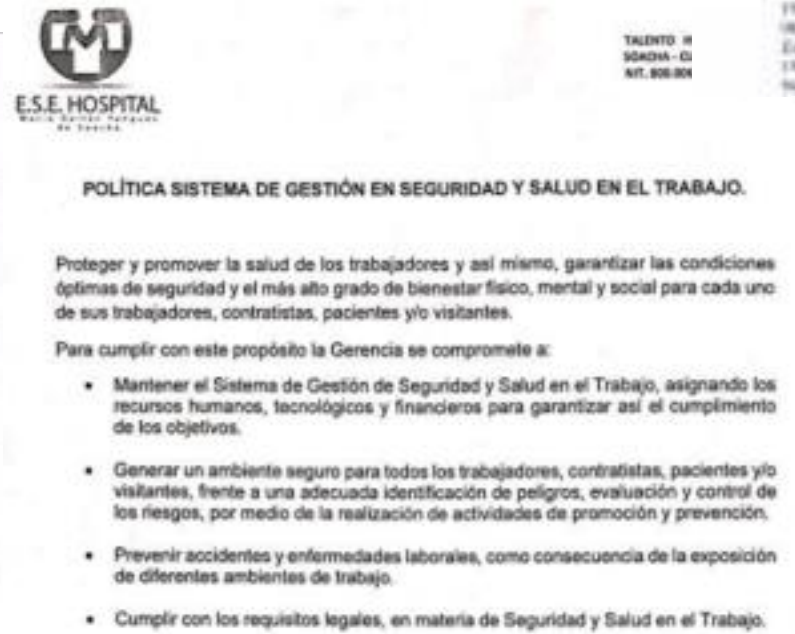 E.S.E. HOSPITAL
de Soacha
TALENTO H
SOACHA - CU
NIT. 800.006
POLÍTICA SISTEMA DE GESTIÓN EN SEGURIDAD Y SALUD EN EL TRABAJO.
Proteger y promover la salud de los trabajadores y así mismo, garantizar las condiciones
óptimas de seguridad y el más alto grado de bienestar físico, mental y social para cada uno
de sus trabajadores, contratistas, pacientes y/o visitantes.
Para cumplir con este propósito la Gerencia se compromete a:
• Mantener el Sistema de Gestión de Seguridad y Salud en el Trabajo, asignando los
recursos humanos, tecnológicos y financieros para garantizar así el cumplimiento
de los objetivos.
• Generar un ambiente seguro para todos los trabajadores, contratistas, pacientes y/o
visitantes, frente a una adecuada identificación de peligros, evaluación y control de
los riesgos, por medio de la realización de actividades de promoción y prevención.
• Prevenir accidentes y enfermedades laborales, como consecuencia de la exposición
de diferentes ambientes de trabajo.
• Cumplir con los requisitos legales, en materia de Seguridad y Salud en el Trabajo.